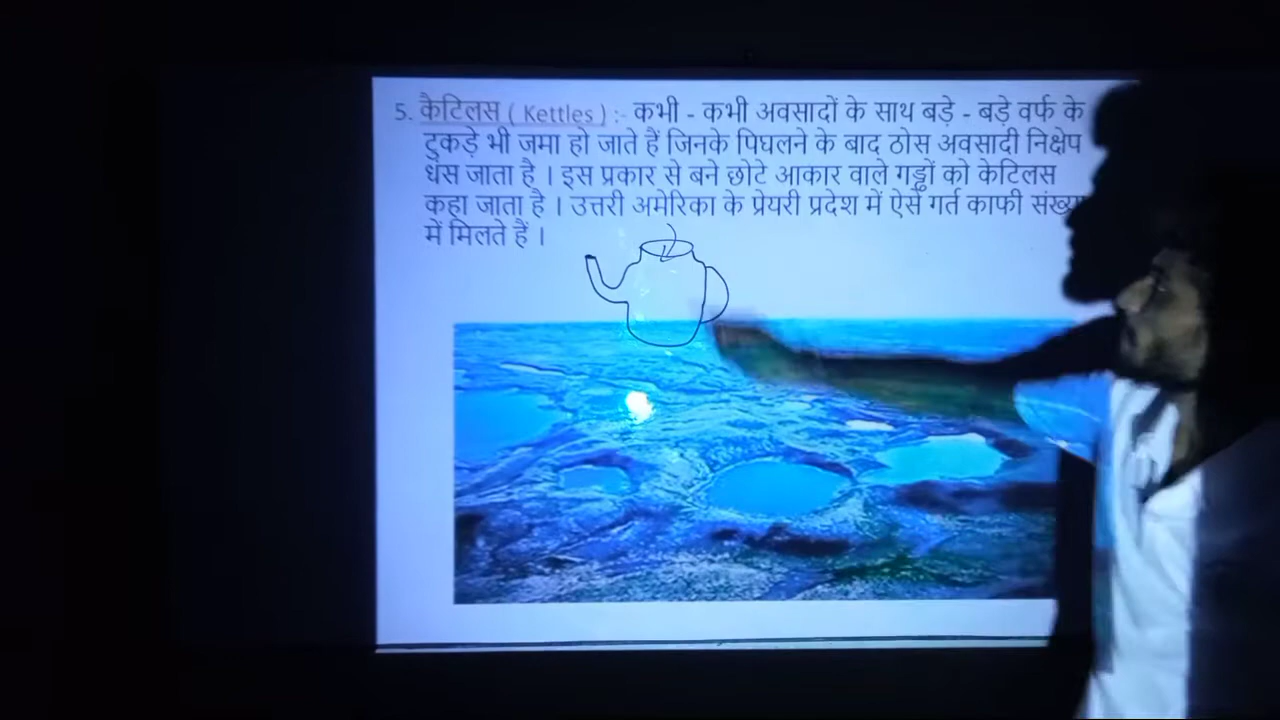 5. कैटिलस ( Kettles ) :- कभी - कभी अवसादों के साथ बड़े - बड़े वर्फ के
टुकड़े भी जमा हो जाते हैं जिनके पिघलने के बाद ठोस अवसादी निक्षेप
धंस जाता है । इस प्रकार से बने छोटे आकार वाले गड्ढों को केटिलस
कहा जाता है । उत्तरी अमेरिका के प्रेयरी प्रदेश में ऐसे गर्त काफी संख्या
में मिलते हैं ।